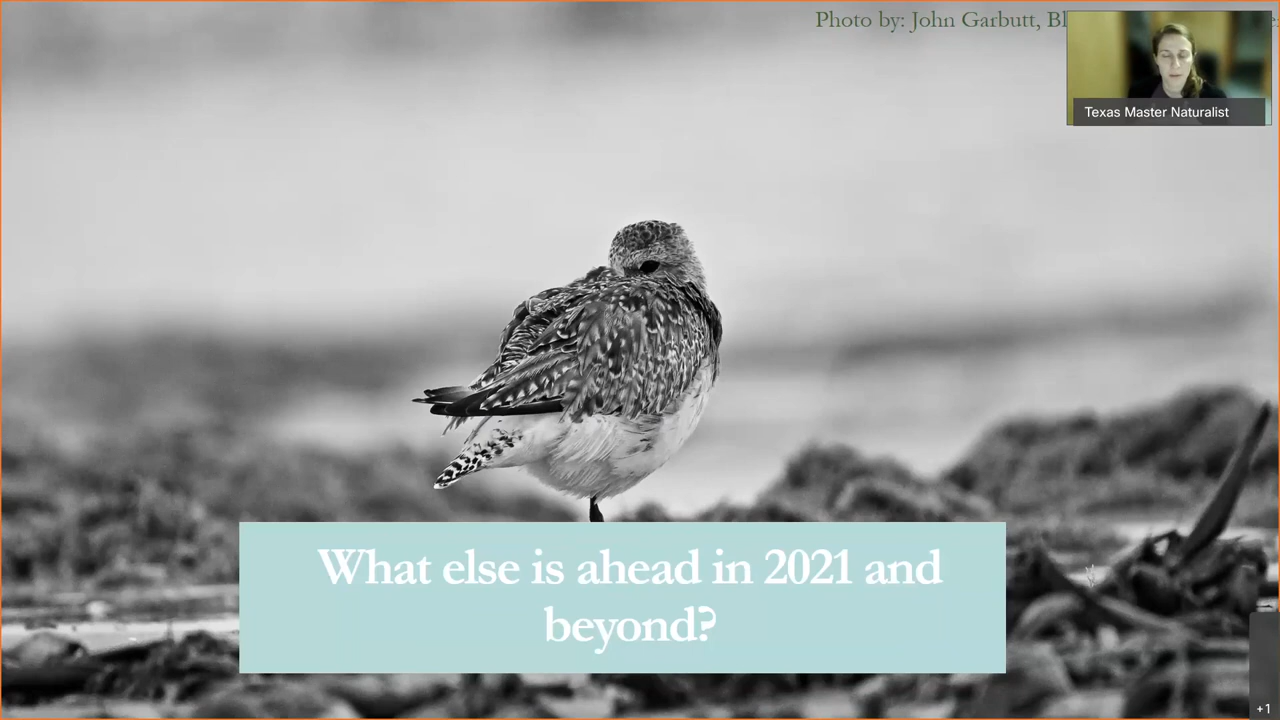 Photo by: John Garbutt,
Texas Master Naturalist
What else is ahead in 2021 and
beyond?
+1